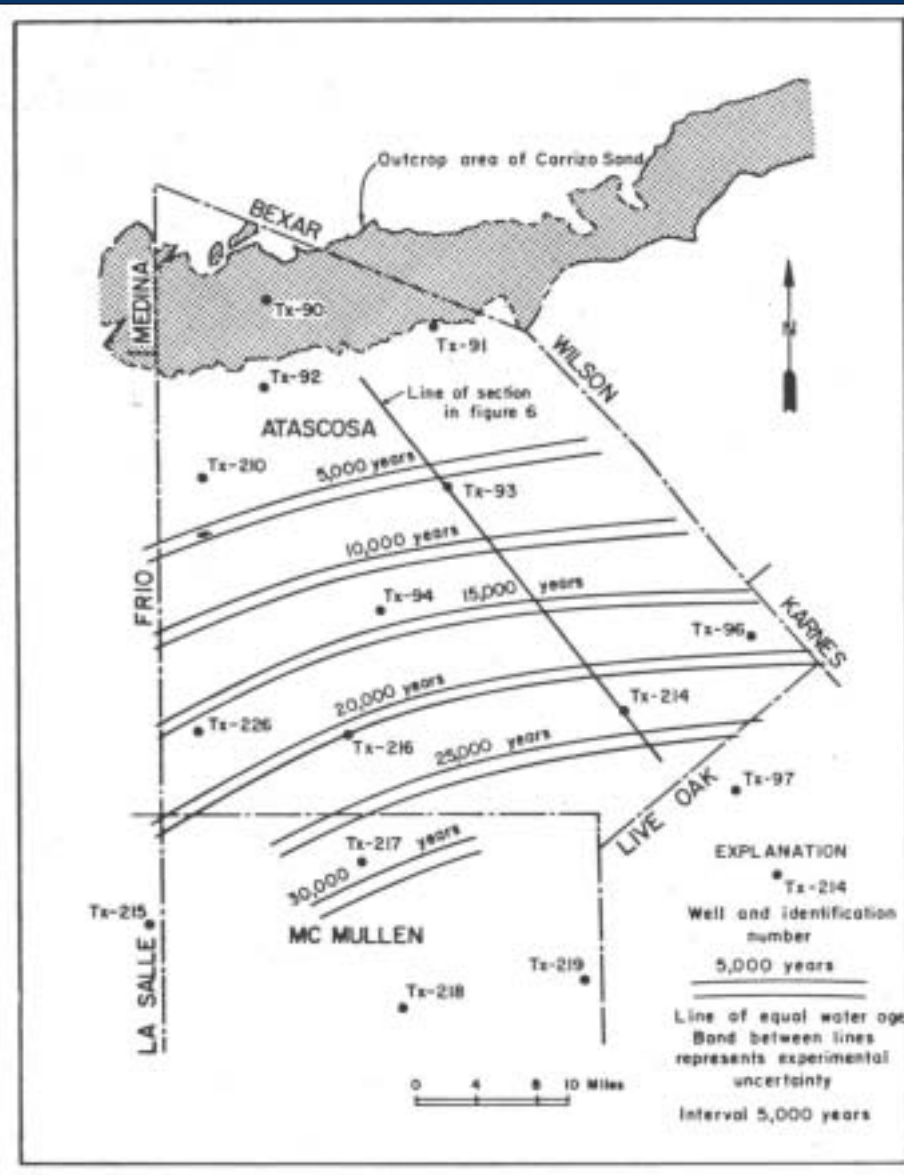 Outcrop area of Carrizo Sand
BEXAR
MEDINA
Tx-90
Tx-91
WILSON
N
Tx-92
Line of section
in figure 6
ATASCOSA
Tx-210
5,000 years
Tx-93
10,000 years
FRIO
Tx-94
15,000 years
Tx-96
KARNES
20,000 years
Tx-214
Tx-226
Tx-216
25,000 years
Tx-97
LIVE OAK
Tx-217
30,000 years
EXPLANATION
Tx-214
Well and identification
number
5,000 years
Line of equal water age
Band between lines
represents experimental
uncertainty
Interval 5,000 years
Tx-215
MC MULLEN
LA SALLE
Tx-219
Tx-218
0 4 8 10 Miles